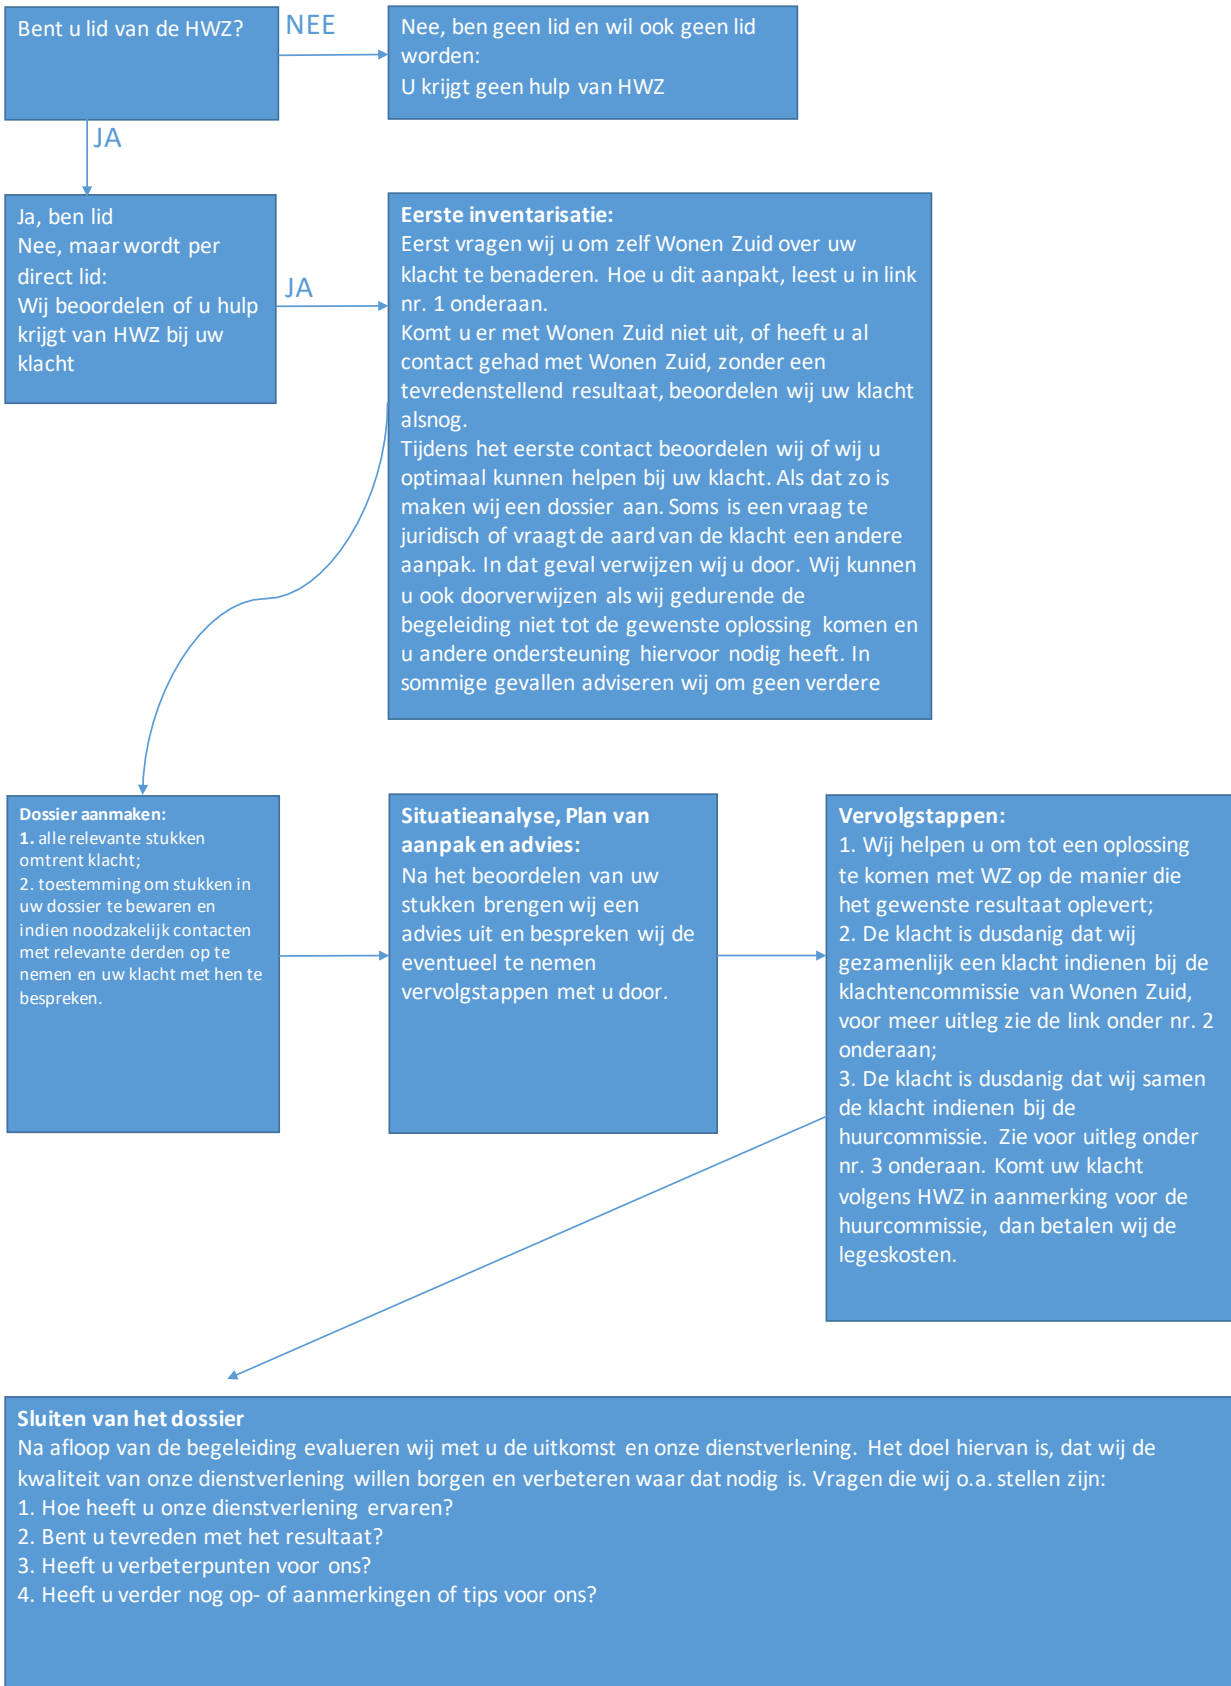 Bent u lid van de HWZ?
NEE
Nee, ben geen lid en wil ook geen lid
worden:
U krijgt geen hulp van HWZ
JA
Ja, ben lid
Nee, maar wordt per
direct lid:
Wij beoordelen of u hulp
krijgt van HWZ bij uw
klacht
JA
Eerste inventarisatie:
Eerst vragen wij u om zelf Wonen Zuid over uw
klacht te benaderen. Hoe u dit aanpakt, leest u in link
nr. 1 onderaan.
Komt u er met Wonen Zuid niet uit, of heeft u al
contact gehad met Wonen Zuid, zonder een
tevredenstellend resultaat, beoordelen wij uw klacht
alsnog.
Tijdens het eerste contact beoordelen wij of wij u
optimaal kunnen helpen bij uw klacht. Als dat zo is
maken wij een dossier aan. Soms is een vraag te
juridisch of vraagt de aard van de klacht een andere
aanpak. In dat geval verwijzen wij u door. Wij kunnen
u ook doorverwijzen als wij gedurende de
begeleiding niet tot de gewenste oplossing komen en
u andere ondersteuning hiervoor nodig heeft. In
sommige gevallen adviseren wij om geen verdere
Dossier aanmaken:
1. alle relevante stukken
omtrent klacht;
2. toestemming om stukken in
uw dossier te bewaren en
indien noodzakelijk contacten
met relevante derden op te
nemen en uw klacht met hen te
bespreken.
Situatieanalyse, Plan van
aanpak en advies:
Na het beoordelen van uw
stukken brengen wij een
advies uit en bespreken wij de
eventueel te nemen
vervolgstappen met u door.
Vervolgstappen:
1. Wij helpen u om tot een oplossing
te komen met WZ op de manier die
het gewenste resultaat oplevert;
2. De klacht is dusdanig dat wij
gezamenlijk een klacht indienen bij de
klachtencommissie van Wonen Zuid,
voor meer uitleg zie de link onder nr. 2
onderaan;
3. De klacht is dusdanig dat wij samen
de klacht indienen bij de
huurcommissie. Zie voor uitleg onder
nr. 3 onderaan. Komt uw klacht
volgens HWZ in aanmerking voor de
huurcommissie, dan betalen wij de
legeskosten.
Sluiten van het dossier
Na afloop van de begeleiding evalueren wij met u de uitkomst en onze dienstverlening. Het doel hiervan is, dat wij de
kwaliteit van onze dienstverlening willen borgen en verbeteren waar dat nodig is. Vragen die wij o.a. stellen zijn:
1. Hoe heeft u onze dienstverlening ervaren?
2. Bent u tevreden met het resultaat?
3. Heeft u verbeterpunten voor ons?
4. Heeft u verder nog op- of aanmerkingen of tips voor ons?